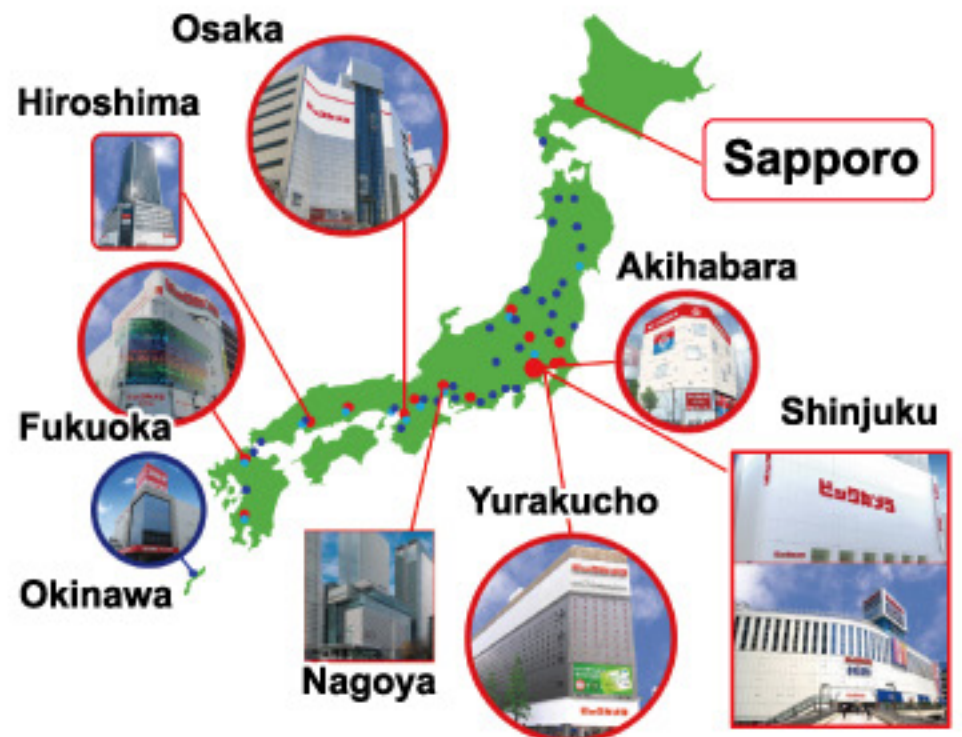 Osaka
Hiroshima
Sapporo
Akihabara
Fukuoka
Shinjuku
Yurakucho
ビックカメラ
Okinawa
Nagoya